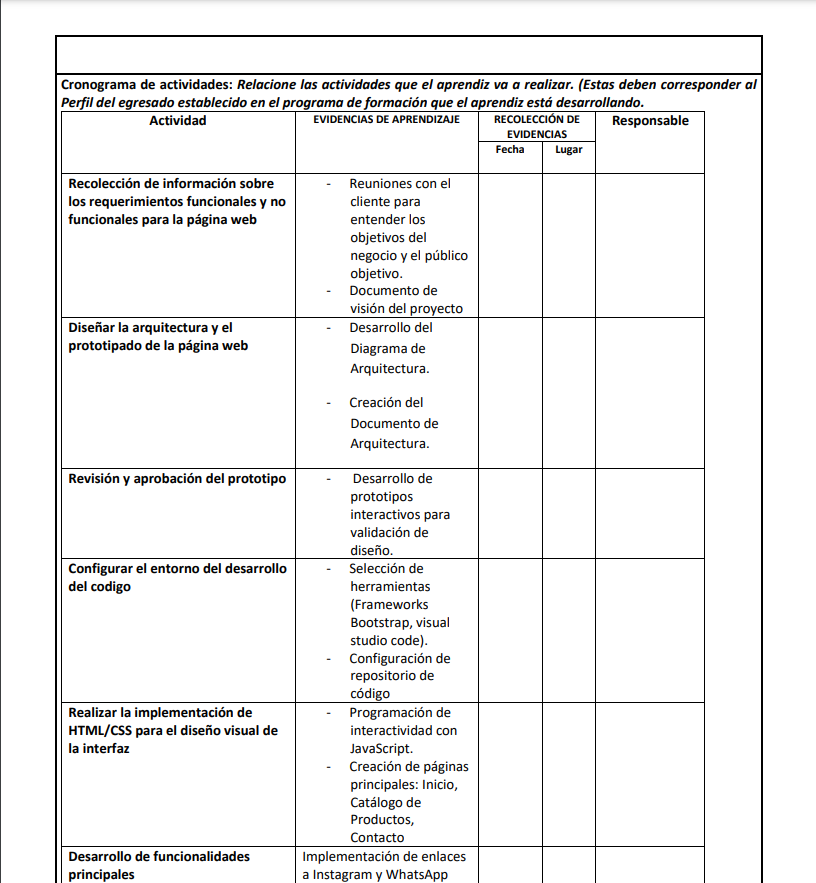 Cronograma de actividades: Relacione las actividades que el aprendiz va a realizar. (Estas deben corresponder al
Perfil del egresado establecido en el programa de formación que el aprendiz está desarrollando.
Actividad
EVIDENCIAS DE APRENDIZAJE
RECOLECCIÓN DE
EVIDENCIAS
Responsable
Fecha
Lugar
Recolección de información sobre
los requerimientos funcionales y no
funcionales para la página web
- Reuniones con el
cliente para
entender los
objetivos del
negocio y el público
objetivo.
- Documento de
visión del proyecto
Diseñar la arquitectura y el
prototipado de la página web
- Desarrollo del
Diagrama de
Arquitectura.
- Creación del
Documento de
Arquitectura.
Revisión y aprobación del prototipo
- Desarrollo de
prototipos
interactivos para
validación de
diseño.
Configurar el entorno del desarrollo
del codigo
- Selección de
herramientas
(Frameworks
Bootstrap, visual
studio code).
- Configuración de
repositorio de
código
Realizar la implementación de
HTML/CSS para el diseño visual de
la interfaz
- Programación de
interactividad con
JavaScript.
- Creación de páginas
principales: Inicio,
Catálogo de
Productos,
Contacto
Desarrollo de funcionalidades
principales
Implementación de enlaces
a Instagram y WhatsApp